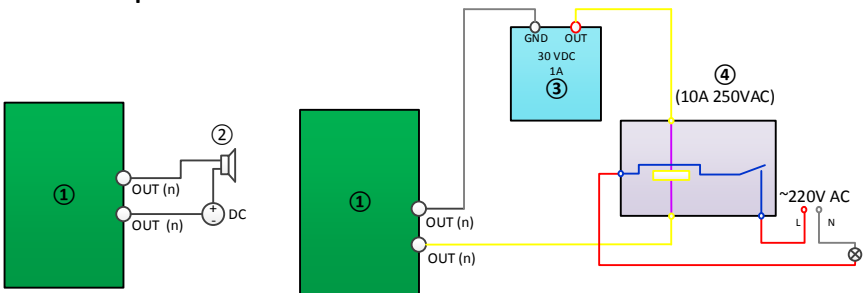 ①
OUT (n)
OUT (n)
②
+
-
DC
①
OUT (n)
OUT (n)
GND OUT
30 VDC
1A
③
④
(10A 250VAC)
~220V AC
L N